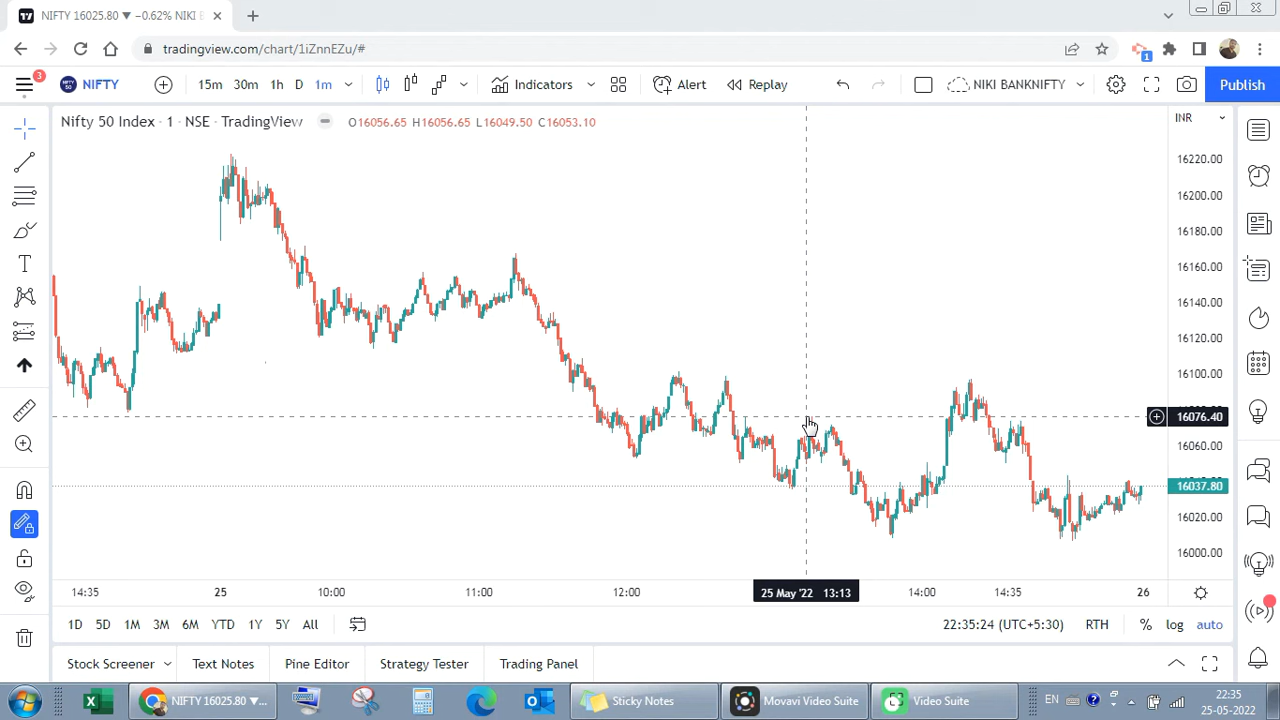 NIFTY 16025.80 ▼ −0.62% NIKI B
tradingview.com/chart/1iZnnEZu/#
1
3
NIFTY
15m 30m 1h D 1m
Indicators
Alert
Replay
NIKI BANKNIFTY
Publish
Nifty 50 Index · 1 · NSE · TradingView
O16056.65 H16056.65 L16049.50 C16053.10
INR
16220.00
16200.00
16180.00
16160.00
16140.00
16120.00
16100.00
16076.40
16060.00
16037.80
16020.00
16000.00
14:35 25 10:00 11:00 12:00 25 May '22 13:13 14:00 14:35 26
1D 5D 1M 3M 6M YTD 1Y 5Y All
22:35:24 (UTC+5:30) RTH % log auto
Stock Screener Text Notes Pine Editor Strategy Tester Trading Panel
NIFTY 16025.80 ▼...
Sticky Notes
Movavi Video Suite
Video Suite
EN
22:35
25-05-2022